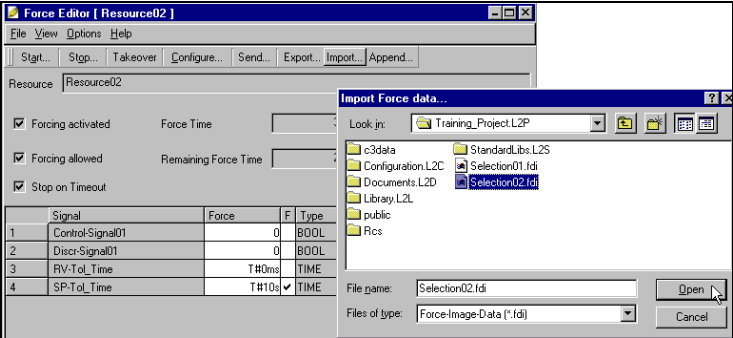 Force Editor [ Resource02 ]
File View Options Help
Start... Stop... Takeover Configure... Send... Export... Import... Append...
Resource Resource02
Forcing activated Force Time
Forcing allowed Remaining Force Time
Stop on Timeout
Signal Force F Type
1 Control-Signal01 0 BOOL
2 Discr-Signal01 0 BOOL
3 RV-Tol_Time T#0ms TIME
4 SP-Tol_Time T#10s TIME
Import Force data...
Look in: Training_Project.L2P
c3data
Configuration.L2C
Documents.L2D
Library.L2L
public
Rcs
StandardLibs.L2S
Selection01.fdi
Selection02.fdi
File name: Selection02.fdi Open
Files of type: Force-Image-Data (*.fdi) Cancel